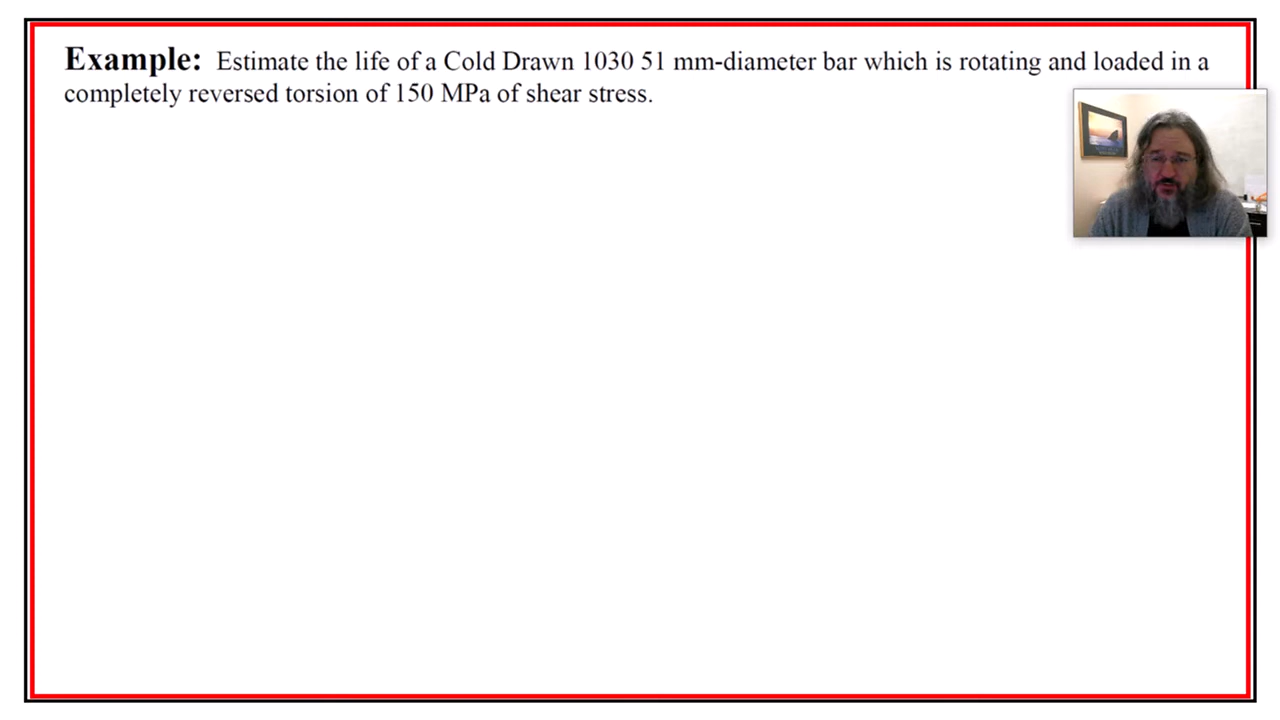 Example: Estimate the life of a Cold Drawn 1030 51 mm-diameter bar which is rotating and loaded in a
completely reversed torsion of 150 MPa of shear stress.